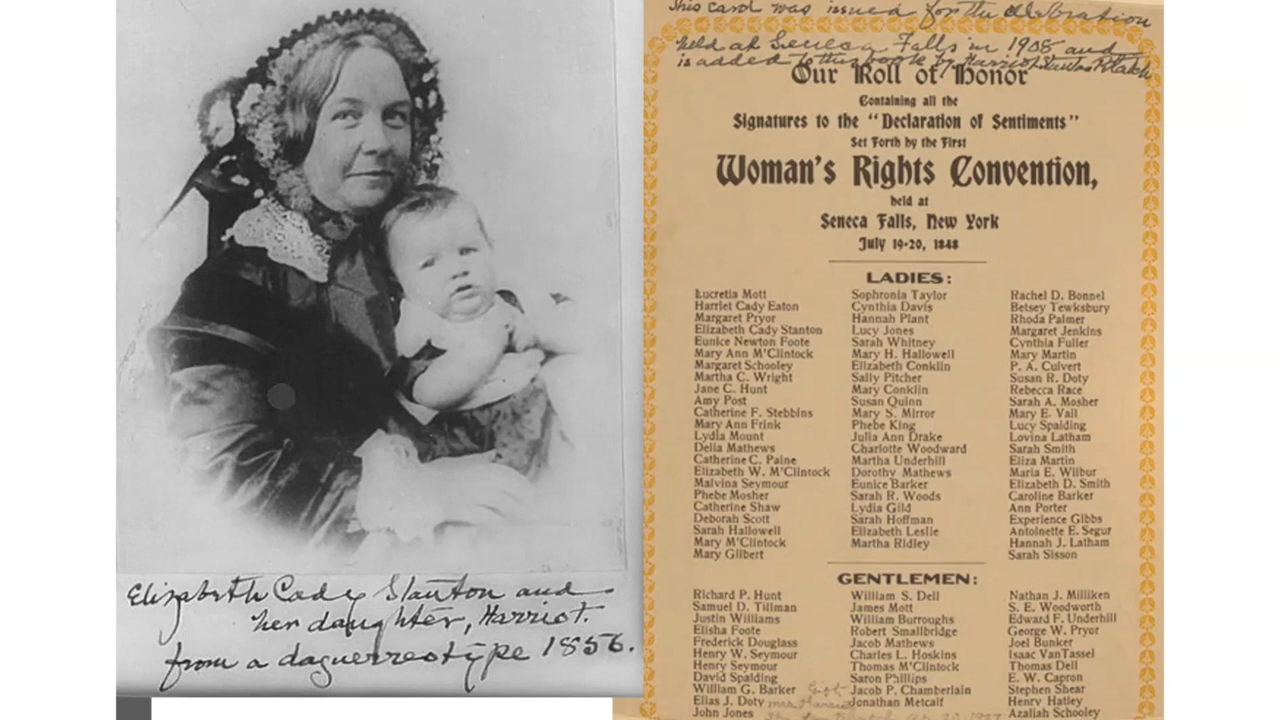 Elizabeth Cady Stanton and
her daughter, Harriot.
from a daguerreotype 1856.
This card was issued for the celebration
held at Seneca Falls in 1908 and
is added to this book by Harriot Stanton Blatch
Our Roll of Honor
Containing all the
Signatures to the "Declaration of Sentiments"
Set Forth by the First
Woman's Rights Convention,
held at
Seneca Falls, New York
July 19-20, 1848
LADIES:
Lucretia Mott
Harriet Cady Eaton
Margaret Pryor
Elizabeth Cady Stanton
Eunice Newton Foote
Mary Ann M'Clintock
Margaret Schooley
Martha C. Wright
Jane C. Hunt
Amy Post
Catherine F. Stebbins
Mary Ann Frink
Lydia Mount
Delia Mathews
Catherine C. Paine
Elizabeth W. M'Clintock
Malvina Seymour
Phebe Mosher
Catherine Shaw
Deborah Scott
Sarah Hallowell
Mary M'Clintock
Mary Gilbert
Sophronia Taylor
Cynthia Davis
Hannah Plant
Lucy Jones
Sarah Whitney
Mary H. Hallowell
Elizabeth Conklin
Sally Pitcher
Mary Conklin
Susan Quinn
Mary S. Mirror
Phebe King
Julia Ann Drake
Charlotte Woodward
Martha Underhill
Dorothy Mathews
Eunice Barker
Sarah R. Woods
Lydia Gild
Sarah Hoffman
Elizabeth Leslie
Martha Ridley
Rachel D. Bonnel
Betsey Tewksbury
Rhoda Palmer
Margaret Jenkins
Cynthia Fuller
Mary Martin
P. A. Culvert
Susan R. Doty
Rebecca Race
Sarah A. Mosher
Mary E. Vail
Lucy Spalding
Lovina Latham
Sarah Smith
Eliza Martin
Maria E. Wilbur
Elizabeth D. Smith
Caroline Barker
Ann Porter
Experience Gibbs
Antoinette E. Segur
Hannah J. Latham
Sarah Sisson
GENTLEMEN:
Richard P. Hunt
Samuel D. Tillman
Justin Williams
Elisha Foote
Frederick Douglass
Henry W. Seymour
Henry Seymour
David Spalding
William G. Barker
Elias J. Doty
John Jones
William S. Dell
James Mott
William Burroughs
Robert Smallbridge
Jacob Mathews
Charles L. Hoskins
Thomas M'Clintock
Saron Phillips
Jacob P. Chamberlain
Jonathan Metcalf
Nathan J. Milliken
S. E. Woodworth
Edward F. Underhill
George W. Pryor
Joel Bunker
Isaac VanTassel
Thomas Dell
E. W. Capron
Stephen Shear
Henry Hatley
Azaliah Schooley